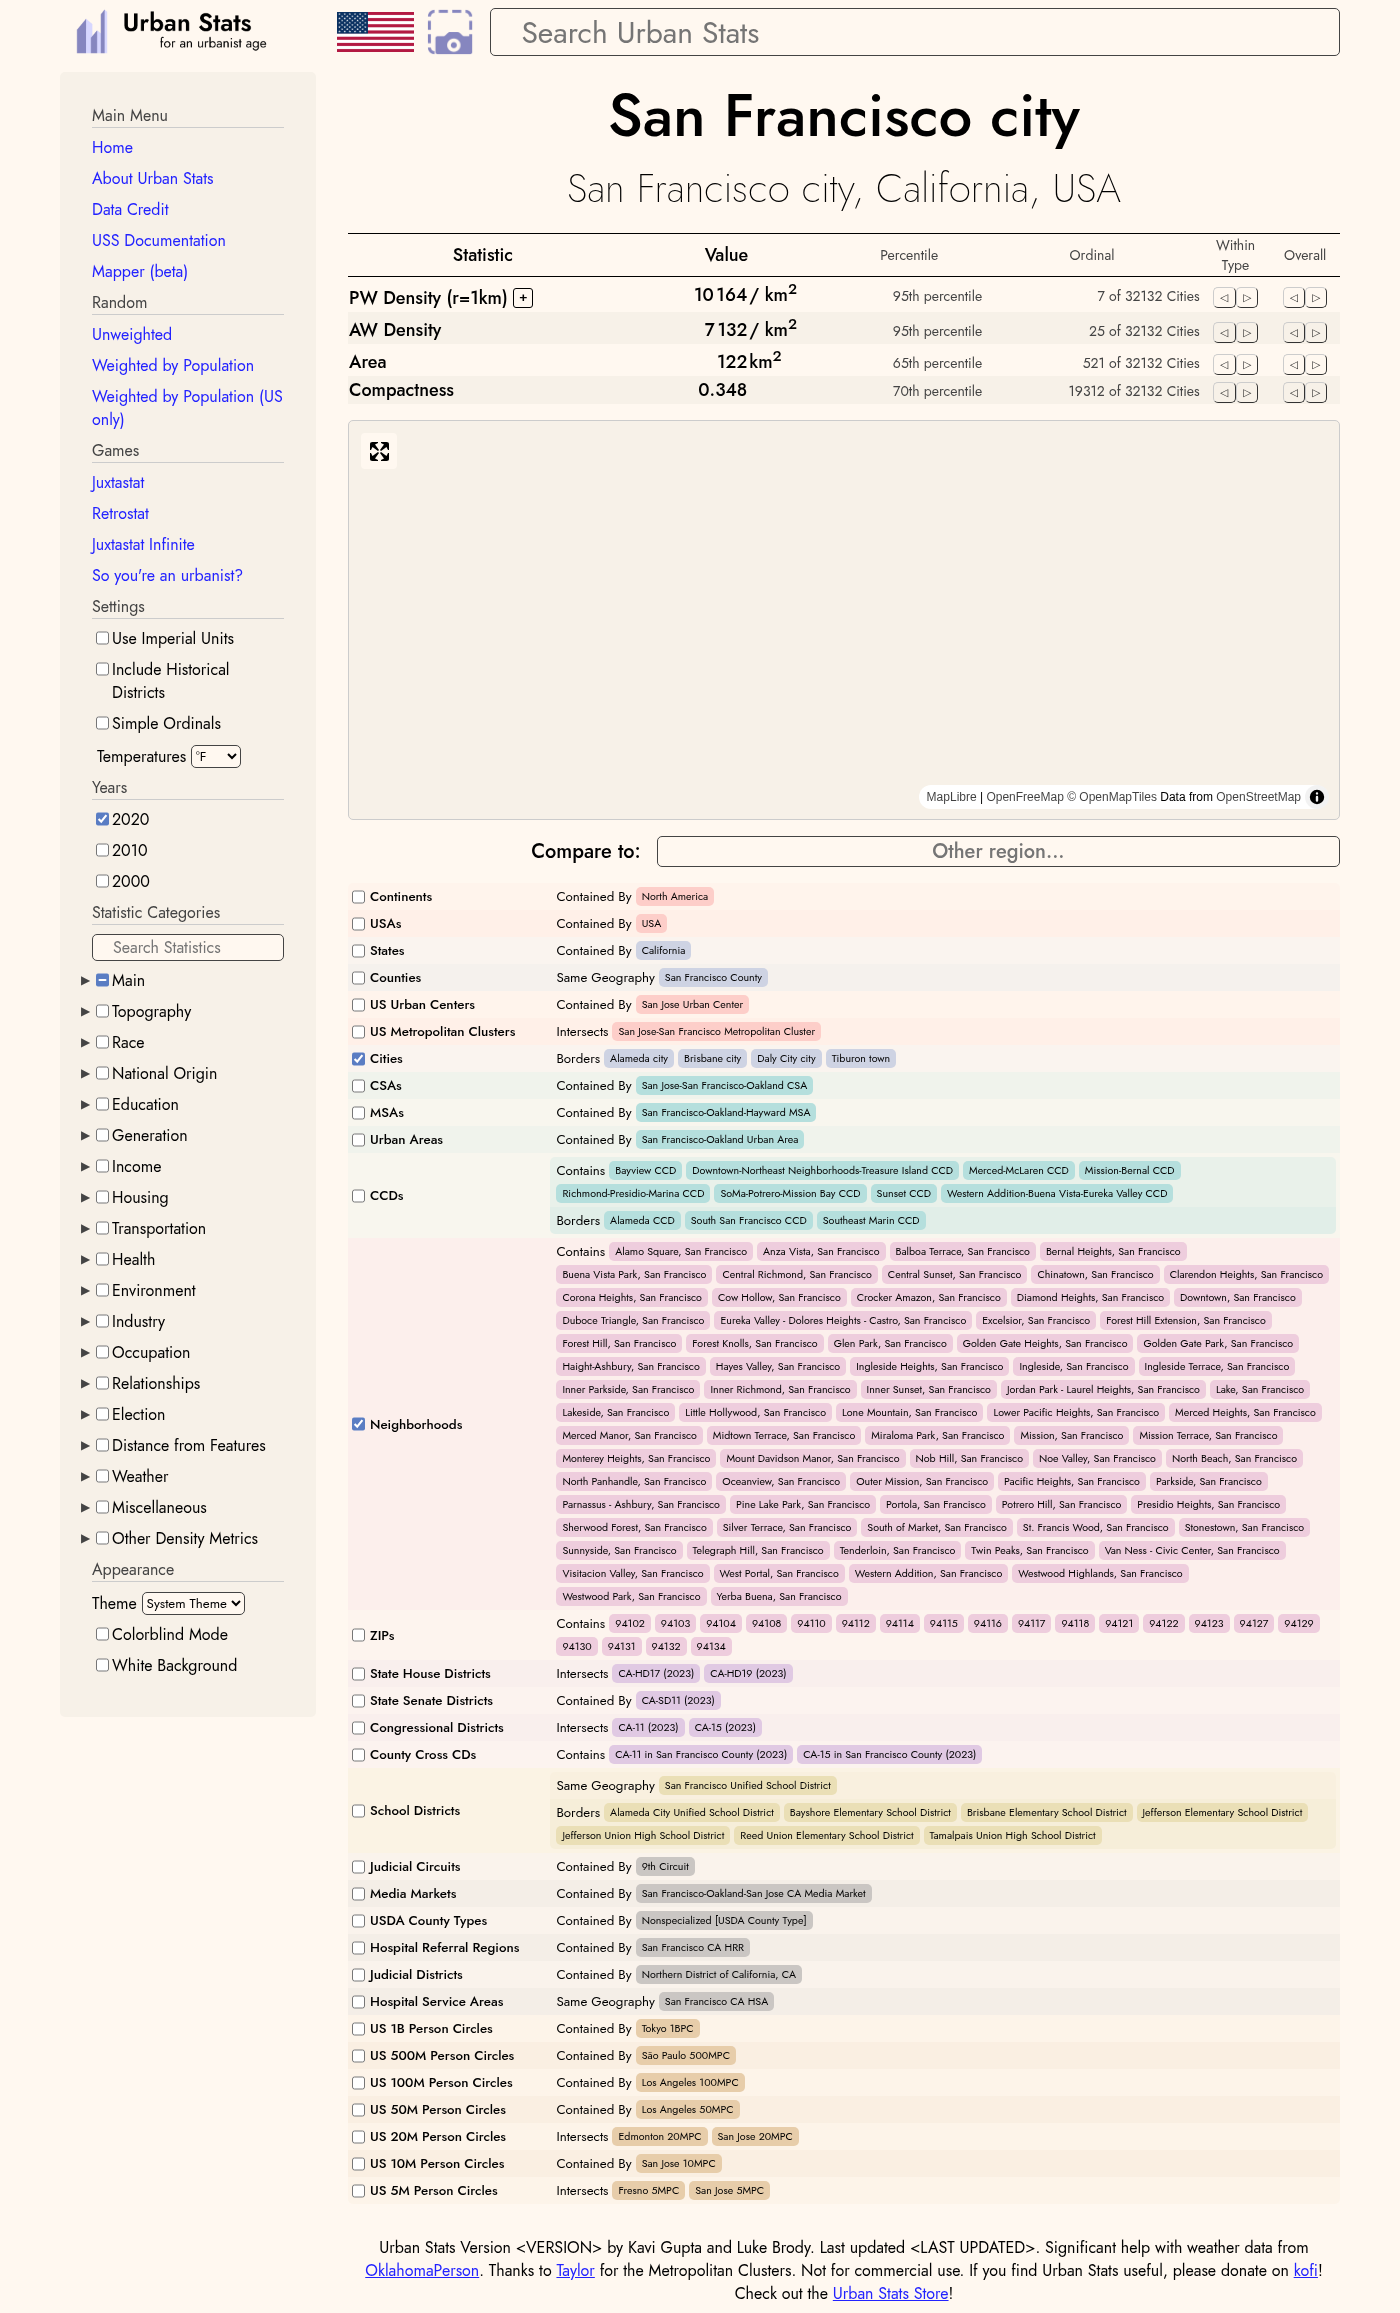 Urban Stats
for an urbanist age
Search Urban Stats
Main Menu
Home
About Urban Stats
Data Credit
USS Documentation
Mapper (beta)
Random
Unweighted
Weighted by Population
Weighted by Population (US
only)
Games
Juxtastat
Retrostat
Juxtastat Infinite
So you're an urbanist?
Settings
Use Imperial Units
Include Historical
Districts
Simple Ordinals
Temperatures °F
Years
2020
2010
2000
Statistic Categories
Search Statistics
Main
Topography
Race
National Origin
Education
Generation
Income
Housing
Transportation
Health
Environment
Industry
Occupation
Relationships
Election
Distance from Features
Weather
Miscellaneous
Other Density Metrics
Appearance
Theme System Theme
Colorblind Mode
White Background
San Francisco city
San Francisco city, California, USA
Statistic Value Percentile Ordinal Within Type Overall
PW Density (r=1km) + 10 164 / km² 95th percentile 7 of 32132 Cities
AW Density 7 132 / km² 95th percentile 25 of 32132 Cities
Area 122 km² 65th percentile 521 of 32132 Cities
Compactness 0.348 70th percentile 19312 of 32132 Cities
MapLibre | OpenFreeMap © OpenMapTiles Data from OpenStreetMap
Compare to: Other region...
Continents Contained By North America
USAs Contained By USA
States Contained By California
Counties Same Geography San Francisco County
US Urban Centers Contained By San Jose Urban Center
US Metropolitan Clusters Intersects San Jose-San Francisco Metropolitan Cluster
Cities Borders Alameda city Brisbane city Daly City city Tiburon town
CSAs Contained By San Jose-San Francisco-Oakland CSA
MSAs Contained By San Francisco-Oakland-Hayward MSA
Urban Areas Contained By San Francisco-Oakland Urban Area
CCDs
Contains Bayview CCD Downtown-Northeast Neighborhoods-Treasure Island CCD Merced-McLaren CCD Mission-Bernal CCD
Richmond-Presidio-Marina CCD SoMa-Potrero-Mission Bay CCD Sunset CCD Western Addition-Buena Vista-Eureka Valley CCD
Borders Alameda CCD South San Francisco CCD Southeast Marin CCD
Neighborhoods
Contains Alamo Square, San Francisco Anza Vista, San Francisco Balboa Terrace, San Francisco Bernal Heights, San Francisco
Buena Vista Park, San Francisco Central Richmond, San Francisco Central Sunset, San Francisco Chinatown, San Francisco Clarendon Heights, San Francisco
Corona Heights, San Francisco Cow Hollow, San Francisco Crocker Amazon, San Francisco Diamond Heights, San Francisco Downtown, San Francisco
Duboce Triangle, San Francisco Eureka Valley - Dolores Heights - Castro, San Francisco Excelsior, San Francisco Forest Hill Extension, San Francisco
Forest Hill, San Francisco Forest Knolls, San Francisco Glen Park, San Francisco Golden Gate Heights, San Francisco Golden Gate Park, San Francisco
Haight-Ashbury, San Francisco Hayes Valley, San Francisco Ingleside Heights, San Francisco Ingleside, San Francisco Ingleside Terrace, San Francisco
Inner Parkside, San Francisco Inner Richmond, San Francisco Inner Sunset, San Francisco Jordan Park - Laurel Heights, San Francisco Lake, San Francisco
Lakeside, San Francisco Little Hollywood, San Francisco Lone Mountain, San Francisco Lower Pacific Heights, San Francisco Merced Heights, San Francisco
Merced Manor, San Francisco Midtown Terrace, San Francisco Miraloma Park, San Francisco Mission, San Francisco Mission Terrace, San Francisco
Monterey Heights, San Francisco Mount Davidson Manor, San Francisco Nob Hill, San Francisco Noe Valley, San Francisco North Beach, San Francisco
North Panhandle, San Francisco Oceanview, San Francisco Outer Mission, San Francisco Pacific Heights, San Francisco Parkside, San Francisco
Parnassus - Ashbury, San Francisco Pine Lake Park, San Francisco Portola, San Francisco Potrero Hill, San Francisco Presidio Heights, San Francisco
Sherwood Forest, San Francisco Silver Terrace, San Francisco South of Market, San Francisco St. Francis Wood, San Francisco Stonestown, San Francisco
Sunnyside, San Francisco Telegraph Hill, San Francisco Tenderloin, San Francisco Twin Peaks, San Francisco Van Ness - Civic Center, San Francisco
Visitacion Valley, San Francisco West Portal, San Francisco Western Addition, San Francisco Westwood Highlands, San Francisco
Westwood Park, San Francisco Yerba Buena, San Francisco
ZIPs
Contains 94102 94103 94104 94108 94110 94112 94114 94115 94116 94117 94118 94121 94122 94123 94127 94129
94130 94131 94132 94134
State House Districts Intersects CA-HD17 (2023) CA-HD19 (2023)
State Senate Districts Contained By CA-SD11 (2023)
Congressional Districts Intersects CA-11 (2023) CA-15 (2023)
County Cross CDs Contains CA-11 in San Francisco County (2023) CA-15 in San Francisco County (2023)
School Districts
Same Geography San Francisco Unified School District
Borders Alameda City Unified School District Bayshore Elementary School District Brisbane Elementary School District Jefferson Elementary School District
Jefferson Union High School District Reed Union Elementary School District Tamalpais Union High School District
Judicial Circuits Contained By 9th Circuit
Media Markets Contained By San Francisco-Oakland-San Jose CA Media Market
USDA County Types Contained By Nonspecialized [USDA County Type]
Hospital Referral Regions Contained By San Francisco CA HRR
Judicial Districts Contained By Northern District of California, CA
Hospital Service Areas Same Geography San Francisco CA HSA
US 1B Person Circles Contained By Tokyo 1BPC
US 500M Person Circles Contained By São Paulo 500MPC
US 100M Person Circles Contained By Los Angeles 100MPC
US 50M Person Circles Contained By Los Angeles 50MPC
US 20M Person Circles Intersects Edmonton 20MPC San Jose 20MPC
US 10M Person Circles Contained By San Jose 10MPC
US 5M Person Circles Intersects Fresno 5MPC San Jose 5MPC
Urban Stats Version <VERSION> by Kavi Gupta and Luke Brody. Last updated <LAST UPDATED>. Significant help with weather data from
OklahomaPerson. Thanks to Taylor for the Metropolitan Clusters. Not for commercial use. If you find Urban Stats useful, please donate on kofi!
Check out the Urban Stats Store!